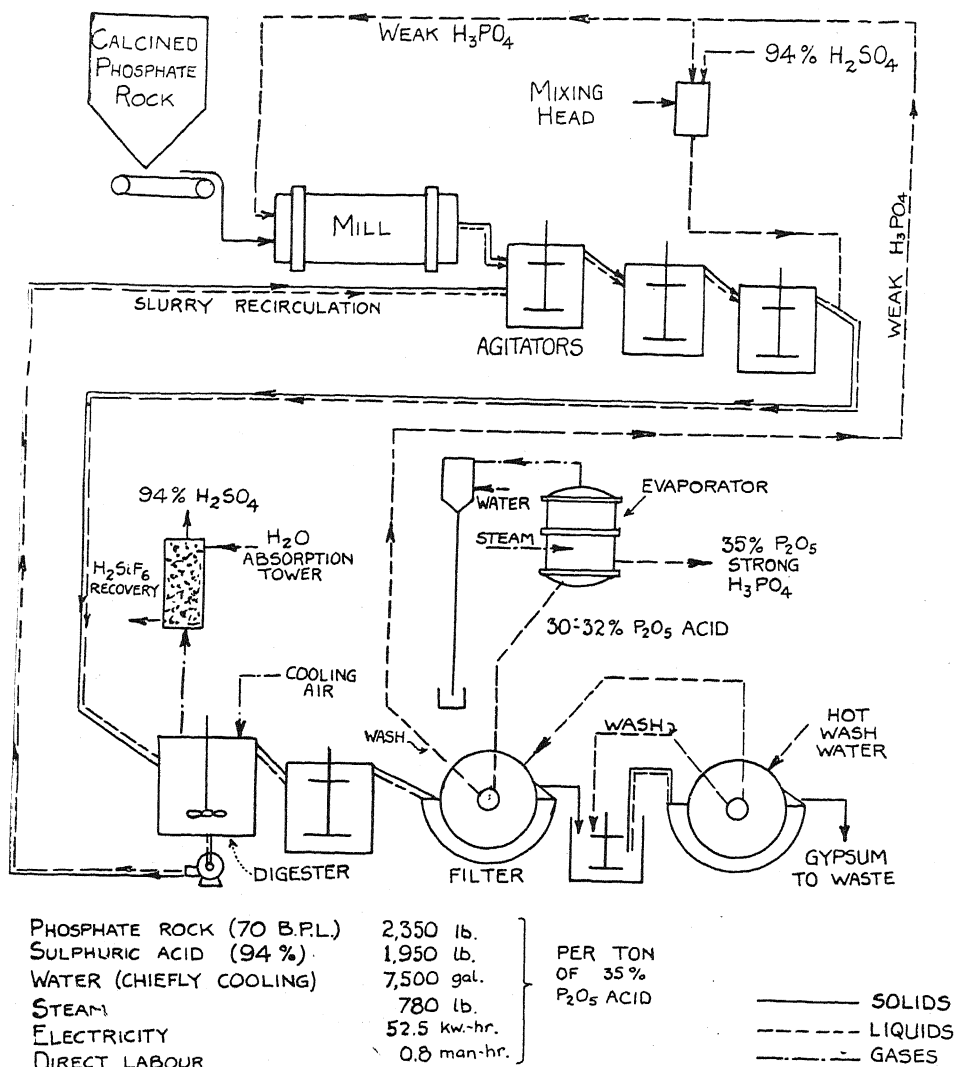 CALCINED
PHOSPHATE
ROCK
WEAK H₃PO₄
94% H₂SO₄
MIXING
HEAD
MILL
WEAK H₃PO₄
SLURRY RECIRCULATION
AGITATORS
94% H₂SO₄
H₂O
ABSORPTION
TOWER
H₂SiF₆
RECOVERY
WATER
EVAPORATOR
STEAM
35% P₂O₅
STRONG
H₃PO₄
30-32% P₂O₅ ACID
COOLING
AIR
WASH
WASH
HOT
WASH
WATER
DIGESTER
FILTER
GYPSUM
TO WASTE
PHOSPHATE ROCK (70 B.P.L.) 2,350 lb.
SULPHURIC ACID (94%) 1,950 lb.
WATER (CHIEFLY COOLING) 7,500 gal.
STEAM 780 lb.
ELECTRICITY 52.5 kw.-hr.
DIRECT LABOUR 0.8 man-hr.
PER TON
OF 35%
P₂O₅ ACID
SOLIDS
LIQUIDS
GASES